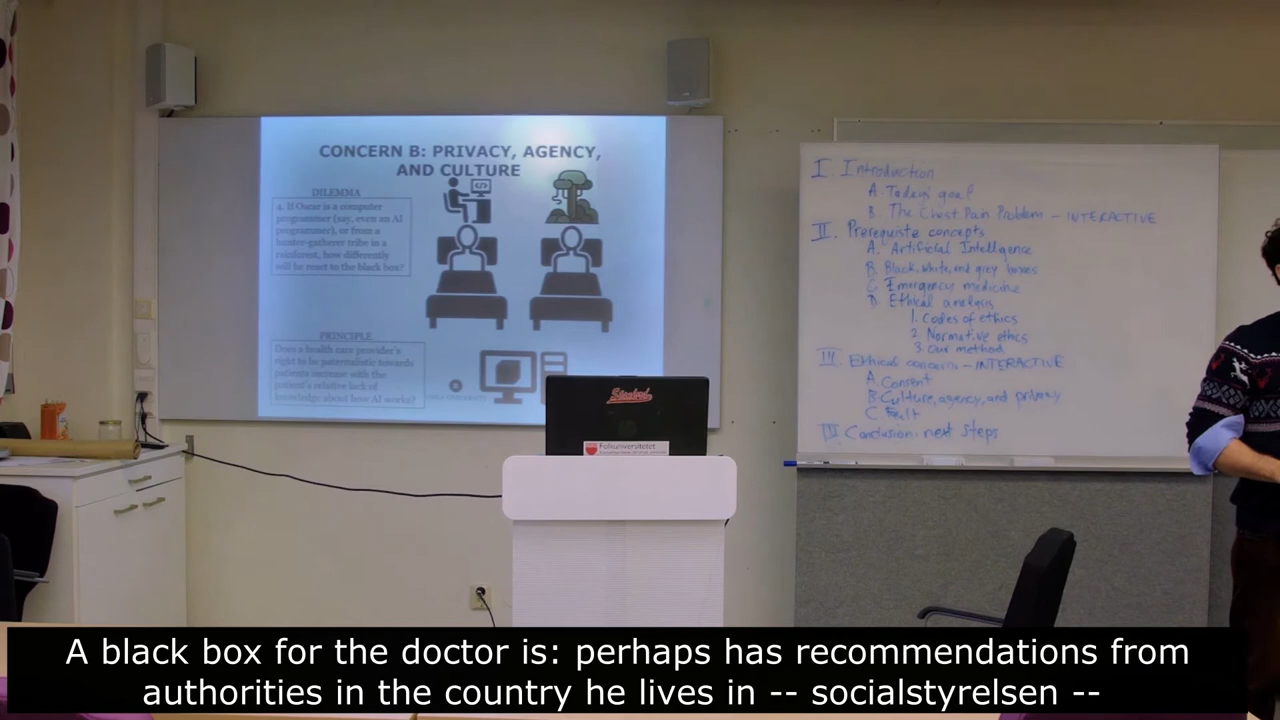 CONCERN B: PRIVACY, AGENCY,
AND CULTURE
DILEMMA
4. If Oscar is a computer
programmer (say, even an AI
programmer), or from a
hunter-gatherer tribe in a
rainforest, how differently
will he react to the black box?
PRINCIPLE
Does a health care provider's
right to be paternalistic towards
patients increase with the
patient's relative lack of
knowledge about how AI works?
I. Introduction
A. Today's goal
B. The Chest Pain Problem - INTERACTIVE
II. Prerequiste concepts
A. Artificial Intelligence
B. Black, white, and grey boxes
C. Emergency medicine
D. Ethical analysis
1. Codes of ethics
2. Normative ethics
3. Our method
III. Ethical concerns - INTERACTIVE
A. Consent
B. Culture, agency, and privacy
C. Fault
IV. Conclusion: next steps
Stanford
Folkuniversitetet
A black box for the doctor is: perhaps has recommendations from
authorities in the country he lives in -- socialstyrelsen --